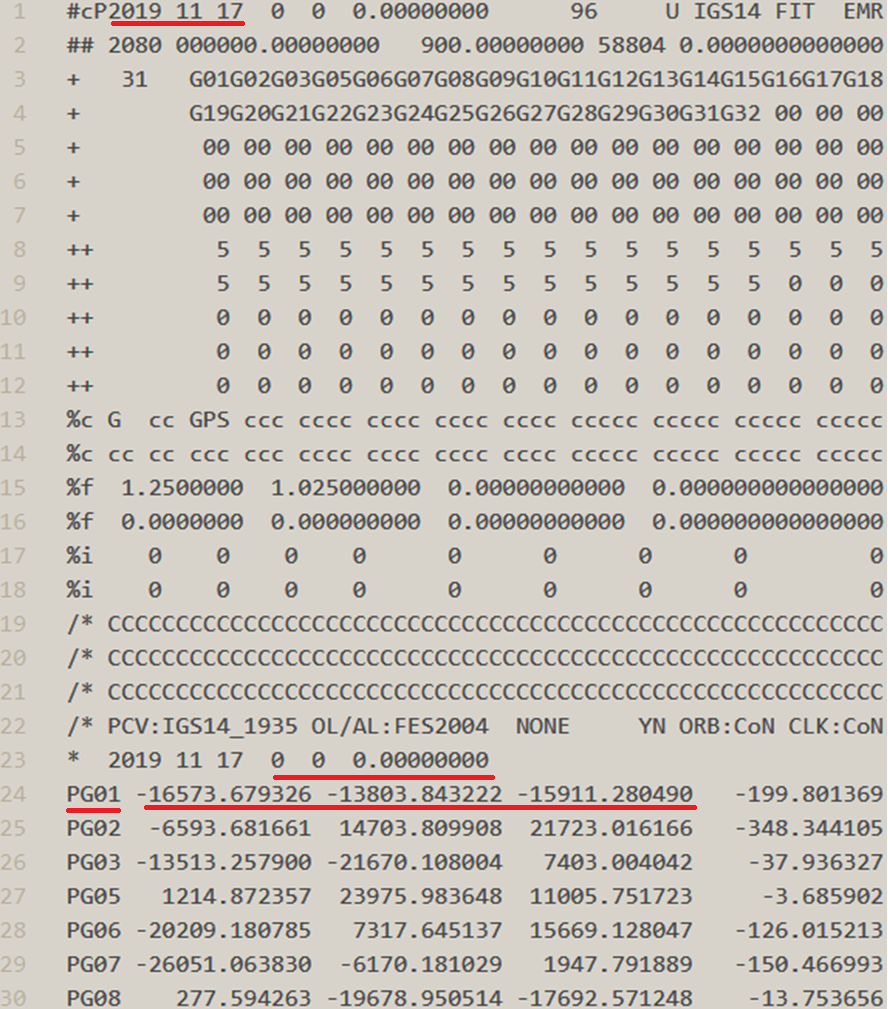 1 #cP2019 11 17  0  0  0.00000000      96     U IGS14 FIT  EMR
2 ## 2080 000000.00000000   900.00000000 58804 0.0000000000000
3 +   31   G01G02G03G05G06G07G08G09G10G11G12G13G14G15G16G17G18
4 +        G19G20G21G22G23G24G25G26G27G28G29G30G31G32 00 00 00
5 +         00 00 00 00 00 00 00 00 00 00 00 00 00 00 00 00 00
6 +         00 00 00 00 00 00 00 00 00 00 00 00 00 00 00 00 00
7 +         00 00 00 00 00 00 00 00 00 00 00 00 00 00 00 00 00
8 ++         5  5  5  5  5  5  5  5  5  5  5  5  5  5  5  5  5
9 ++         5  5  5  5  5  5  5  5  5  5  5  5  5  5  0  0  0
10 ++         0  0  0  0  0  0  0  0  0  0  0  0  0  0  0  0  0
11 ++         0  0  0  0  0  0  0  0  0  0  0  0  0  0  0  0  0
12 ++         0  0  0  0  0  0  0  0  0  0  0  0  0  0  0  0  0
13 %c G  cc GPS ccc cccc cccc cccc cccc ccccc ccccc ccccc ccccc
14 %c cc cc ccc ccc cccc cccc cccc cccc ccccc ccccc ccccc ccccc
15 %f  1.2500000  1.025000000  0.00000000000  0.000000000000000
16 %f  0.0000000  0.000000000  0.00000000000  0.000000000000000
17 %i    0    0    0    0      0      0      0      0         0
18 %i    0    0    0    0      0      0      0      0         0
19 /* CCCCCCCCCCCCCCCCCCCCCCCCCCCCCCCCCCCCCCCCCCCCCCCCCCCCCCCCC
20 /* CCCCCCCCCCCCCCCCCCCCCCCCCCCCCCCCCCCCCCCCCCCCCCCCCCCCCCCCC
21 /* CCCCCCCCCCCCCCCCCCCCCCCCCCCCCCCCCCCCCCCCCCCCCCCCCCCCCCCCC
22 /* PCV:IGS14_1935 OL/AL:FES2004  NONE     YN ORB:CoN CLK:CoN
23 *  2019 11 17  0  0  0.00000000
24 PG01 -16573.679326 -13803.843222 -15911.280490   -199.801369
25 PG02  -6593.681661  14703.809908  21723.016166   -348.344105
26 PG03 -13513.257900 -21670.108004   7403.004042    -37.936327
27 PG05   1214.872357  23975.983648  11005.751723     -3.685902
28 PG06 -20209.180785   7317.645137  15669.128047   -126.015213
29 PG07 -26051.063830  -6170.181029   1947.791889   -150.466993
30 PG08    277.594263 -19678.950514 -17692.571248    -13.753656